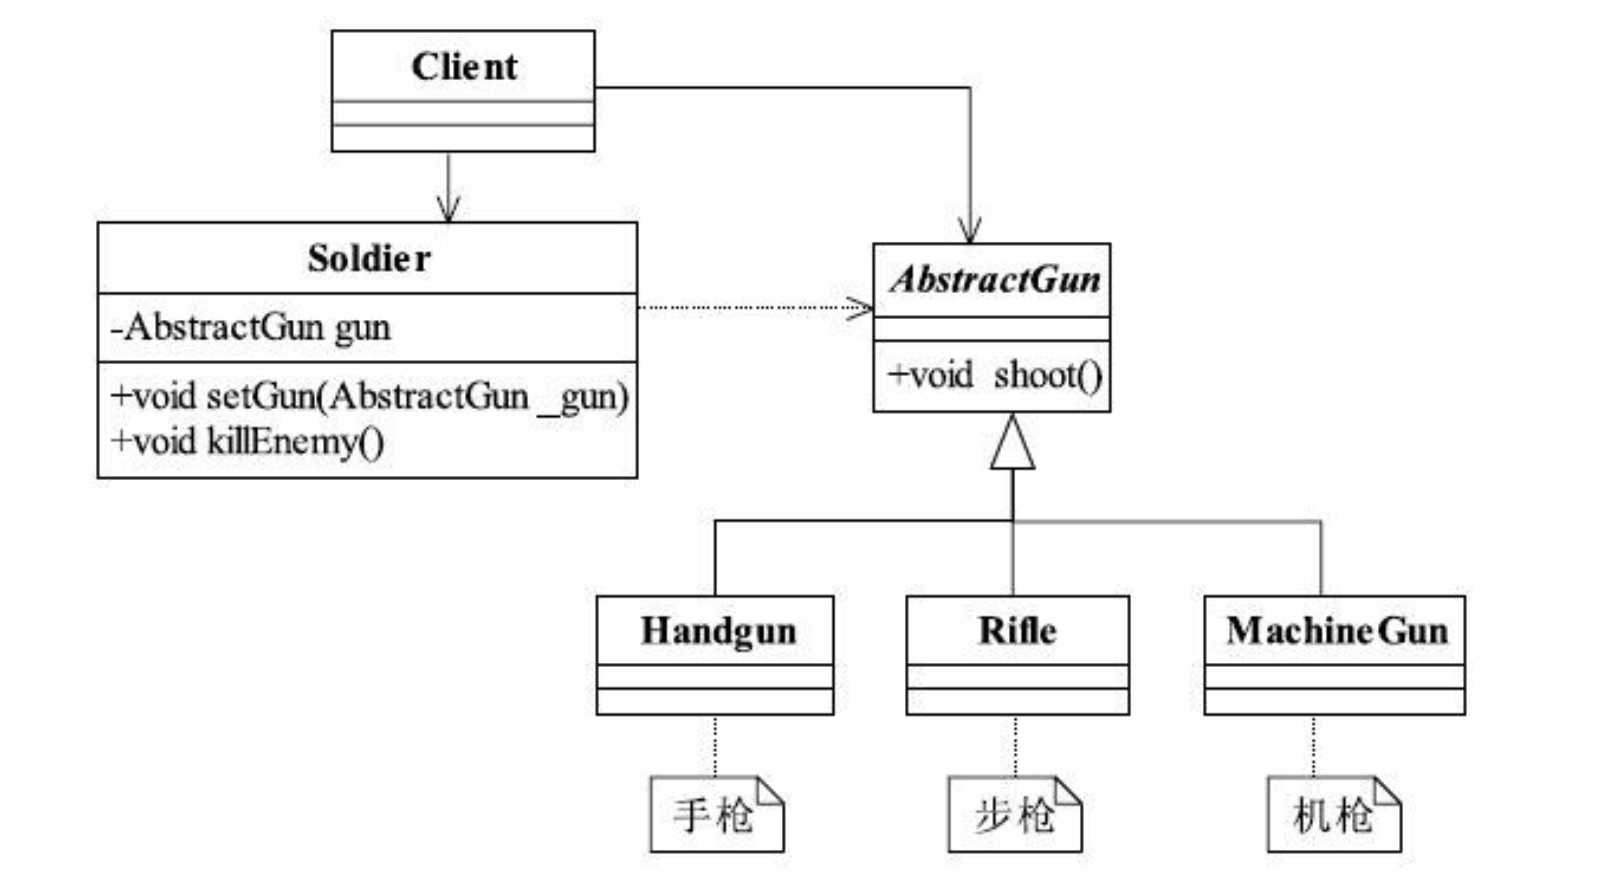 Client
Soldier
-AbstractGun gun
+void setGun(AbstractGun _gun)
+void killEnemy()
AbstractGun
+void shoot()
Handgun
Rifle
MachineGun
手枪
步枪
机枪